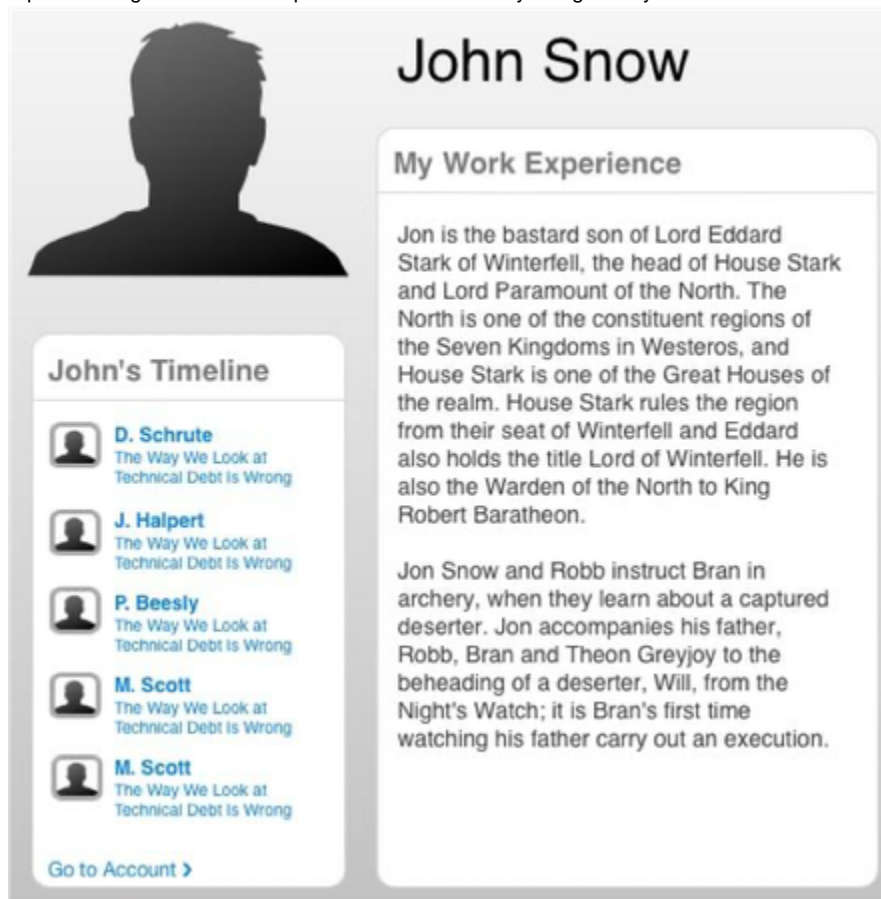 John Snow
My Work Experience
Jon is the bastard son of Lord Eddard
Stark of Winterfell, the head of House Stark
and Lord Paramount of the North. The
North is one of the constituent regions of
the Seven Kingdoms in Westeros, and
House Stark is one of the Great Houses of
the realm. House Stark rules the region
from their seat of Winterfell and Eddard
also holds the title Lord of Winterfell. He is
also the Warden of the North to King
Robert Baratheon.
Jon Snow and Robb instruct Bran in
archery, when they learn about a captured
deserter. Jon accompanies his father,
Robb, Bran and Theon Greyjoy to the
beheading of a deserter, Will, from the
Night's Watch; it is Bran's first time
watching his father carry out an execution.
John's Timeline
D. Schrute
The Way We Look at
Technical Debt Is Wrong
J. Halpert
The Way We Look at
Technical Debt Is Wrong
P. Beesly
The Way We Look at
Technical Debt Is Wrong
M. Scott
The Way We Look at
Technical Debt Is Wrong
M. Scott
The Way We Look at
Technical Debt Is Wrong
Go to Account >